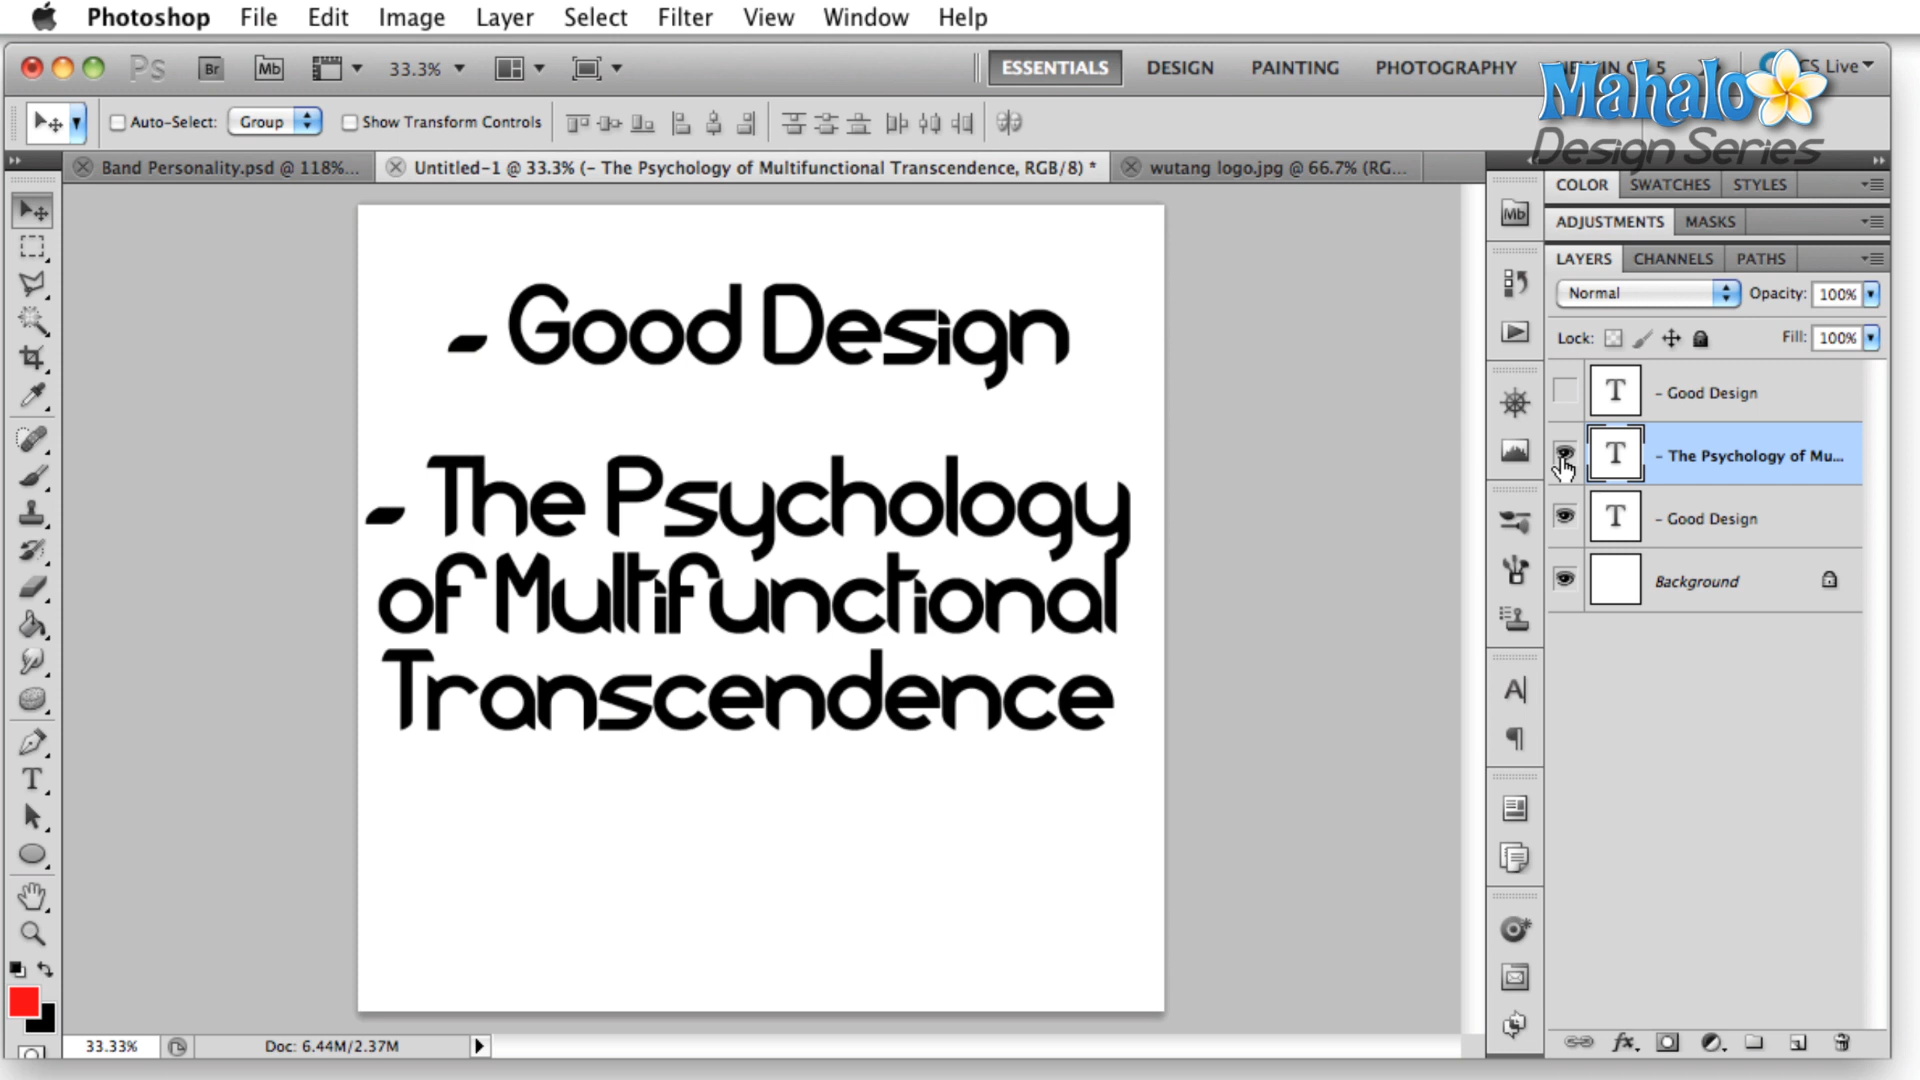 Photoshop File Edit Image Layer Select Filter View Window Help
Ps Br Mb 33.3% ESSENTIALS DESIGN PAINTING PHOTOGRAPHY CS Live
Mahalo
Design Series
Auto-Select: Group Show Transform Controls
Band Personality.psd @ 118%... Untitled-1 @ 33.3% (- The Psychology of Multifunctional Transcendence, RGB/8) * wutang logo.jpg @ 66.7% (RG...
COLOR SWATCHES STYLES
ADJUSTMENTS MASKS
LAYERS CHANNELS PATHS
Normal Opacity: 100%
Lock: Fill: 100%
T - Good Design
T - The Psychology of Mu...
T - Good Design
Background
Mb
- Good Design
- The Psychology
of Multifunctional
Transcendence
33.33% Doc: 6.44M/2.37M